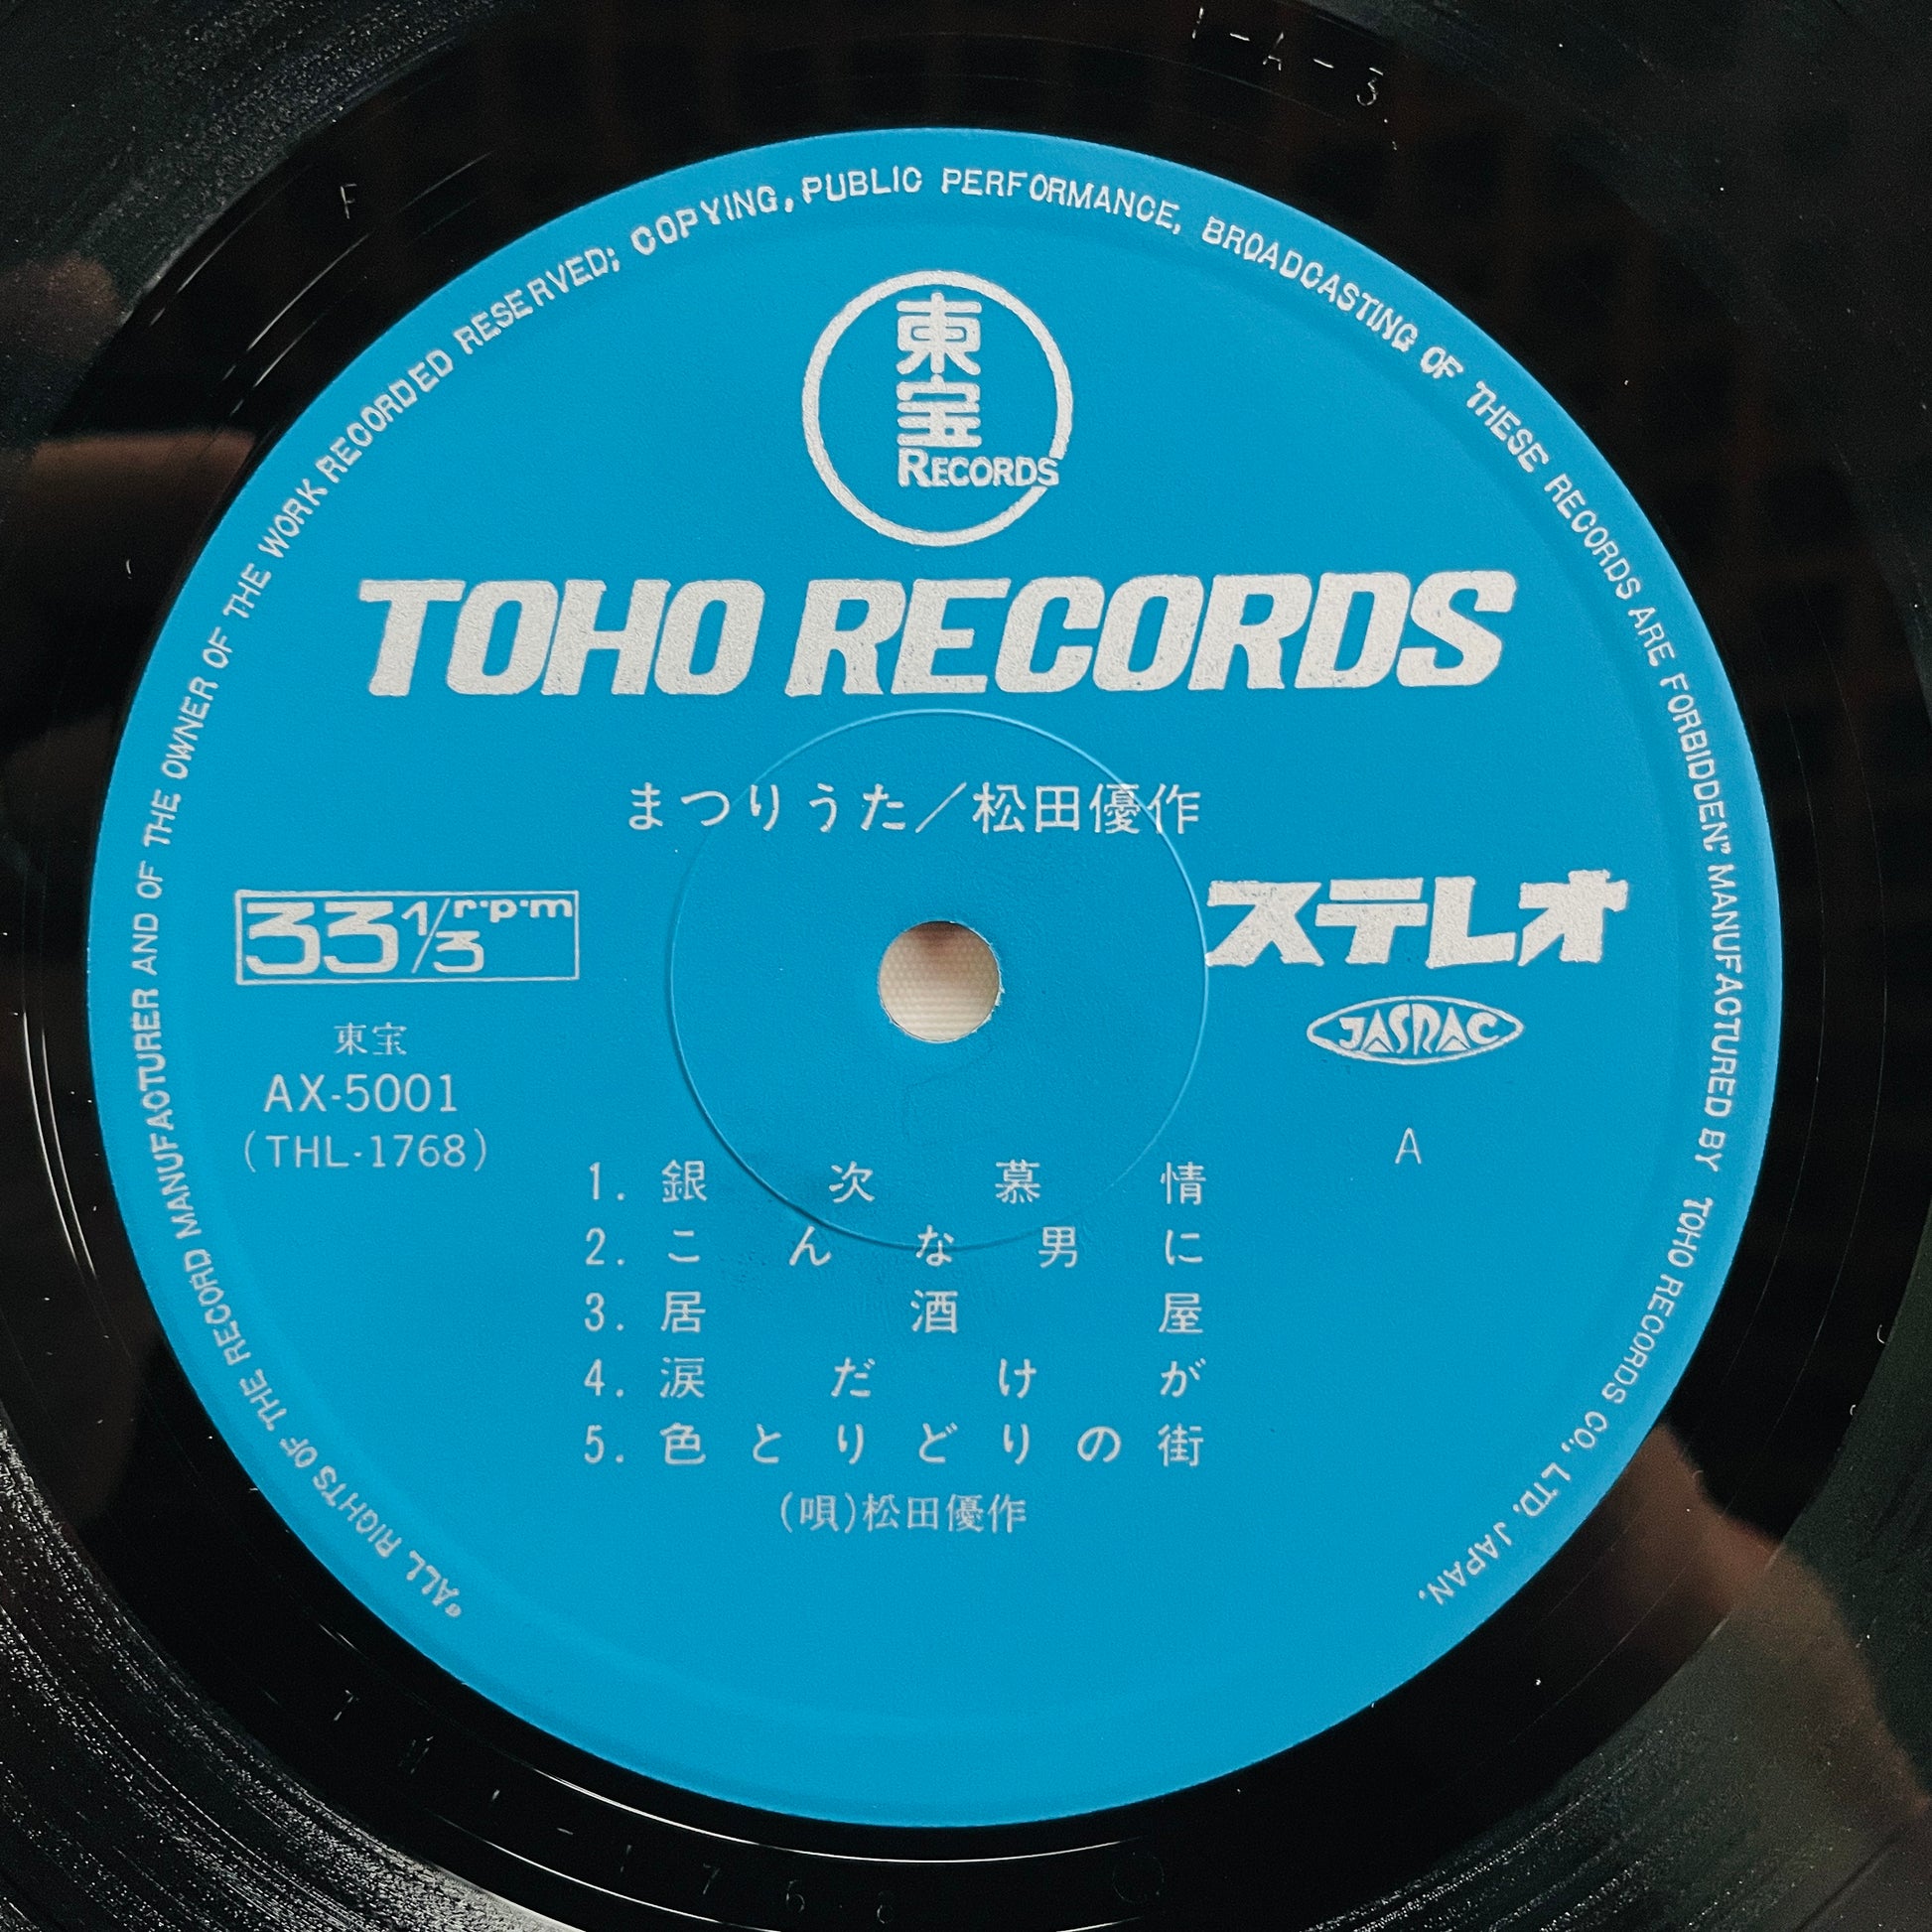 1-A-3
F
"ALL RIGHTS OF THE RECORD MANUFACTURER AND OF THE OWNER OF THE WORK RECORDED RESERVED; COPYING, PUBLIC PERFORMANCE, BROADCASTING OF THESE RECORDS ARE FORBIDDEN." MANUFACTURED BY TOHO RECORDS CO., LTD. JAPAN.
東宝
RECORDS
TOHO RECORDS
まつりうた／松田優作
33 1/3 r·p·m
ステレオ
JASRAC
東宝
AX-5001
(THL-1768)
A
1. 銀次慕情
2. こんな男に
3. 居酒屋
4. 涙だけが
5. 色とりどりの街
(唄)松田優作